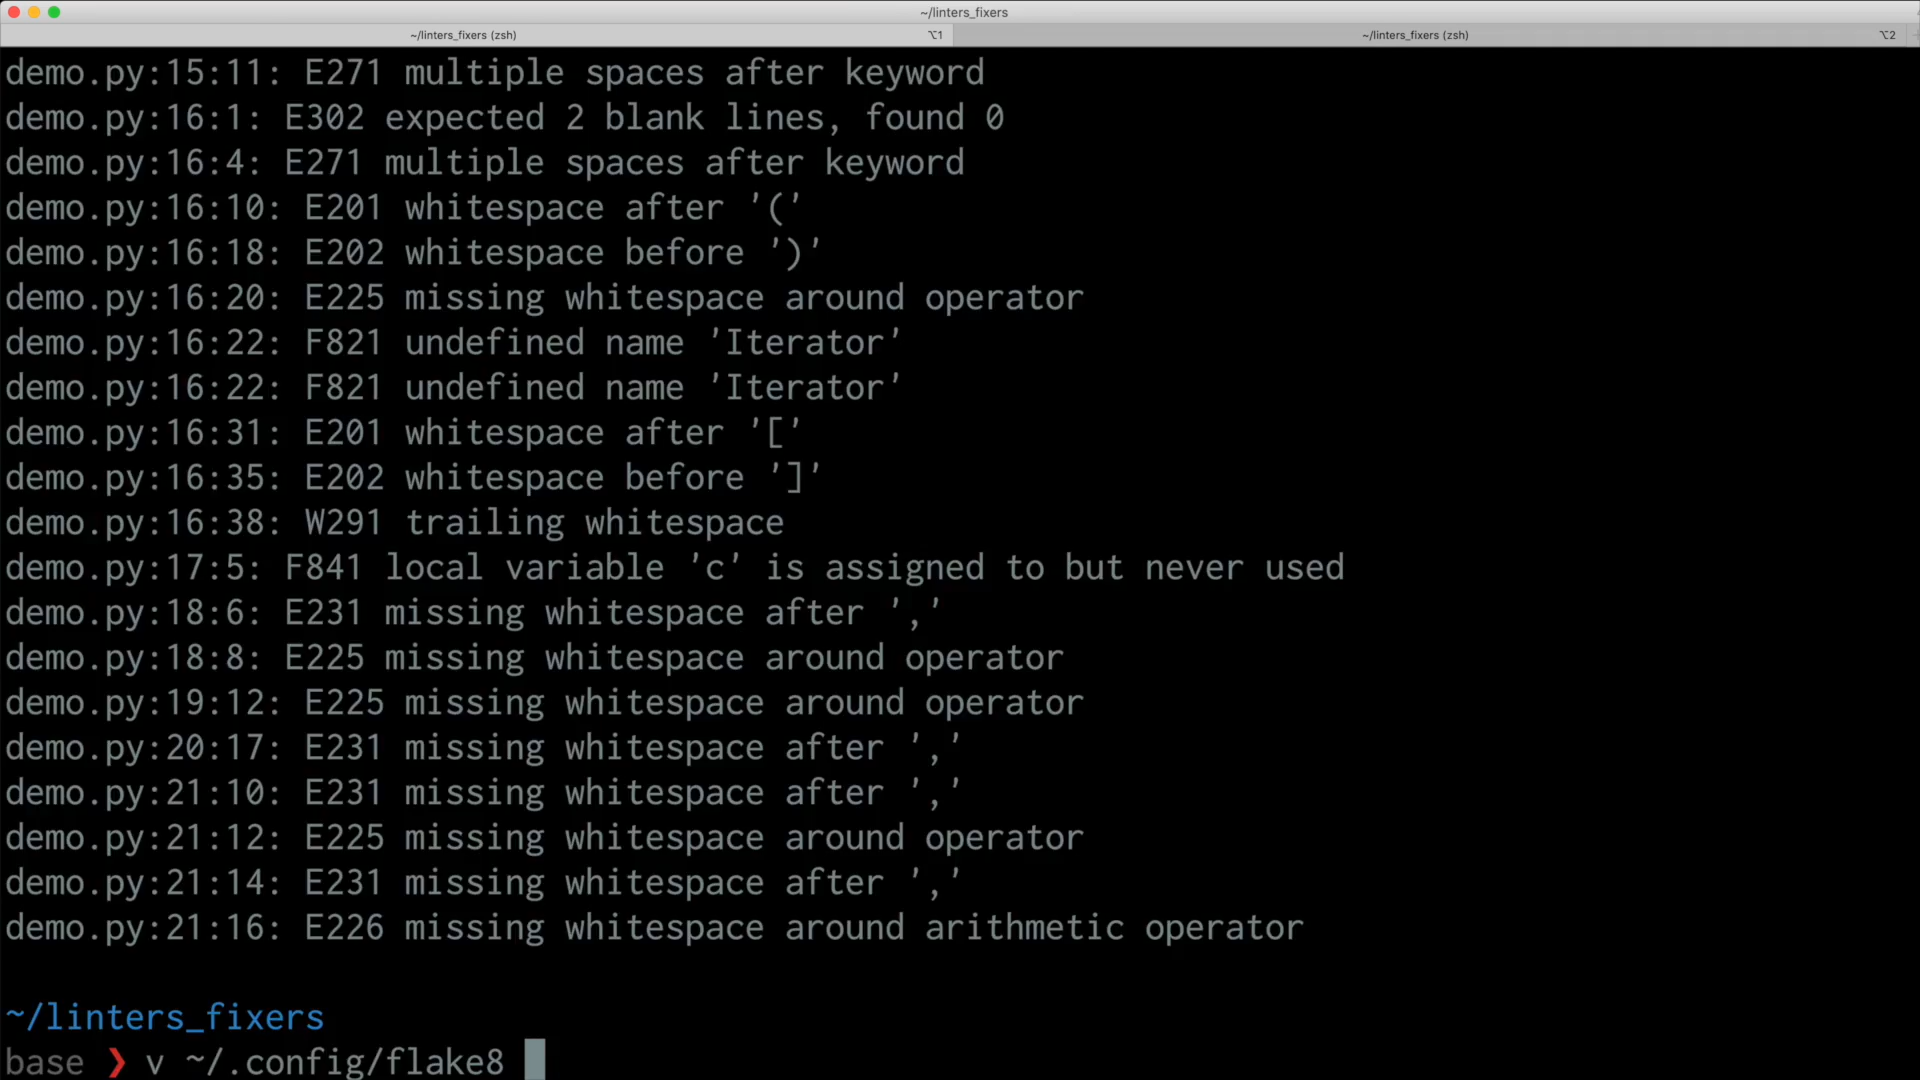 ~/linters_fixers
~/linters_fixers (zsh) ⌥1 ~/linters_fixers (zsh) ⌥2
demo.py:15:11: E271 multiple spaces after keyword
demo.py:16:1: E302 expected 2 blank lines, found 0
demo.py:16:4: E271 multiple spaces after keyword
demo.py:16:10: E201 whitespace after '('
demo.py:16:18: E202 whitespace before ')'
demo.py:16:20: E225 missing whitespace around operator
demo.py:16:22: F821 undefined name 'Iterator'
demo.py:16:22: F821 undefined name 'Iterator'
demo.py:16:31: E201 whitespace after '['
demo.py:16:35: E202 whitespace before ']'
demo.py:16:38: W291 trailing whitespace
demo.py:17:5: F841 local variable 'c' is assigned to but never used
demo.py:18:6: E231 missing whitespace after ','
demo.py:18:8: E225 missing whitespace around operator
demo.py:19:12: E225 missing whitespace around operator
demo.py:20:17: E231 missing whitespace after ','
demo.py:21:10: E231 missing whitespace after ','
demo.py:21:12: E225 missing whitespace around operator
demo.py:21:14: E231 missing whitespace after ','
demo.py:21:16: E226 missing whitespace around arithmetic operator
~/linters_fixers
base ❯ v ~/.config/flake8